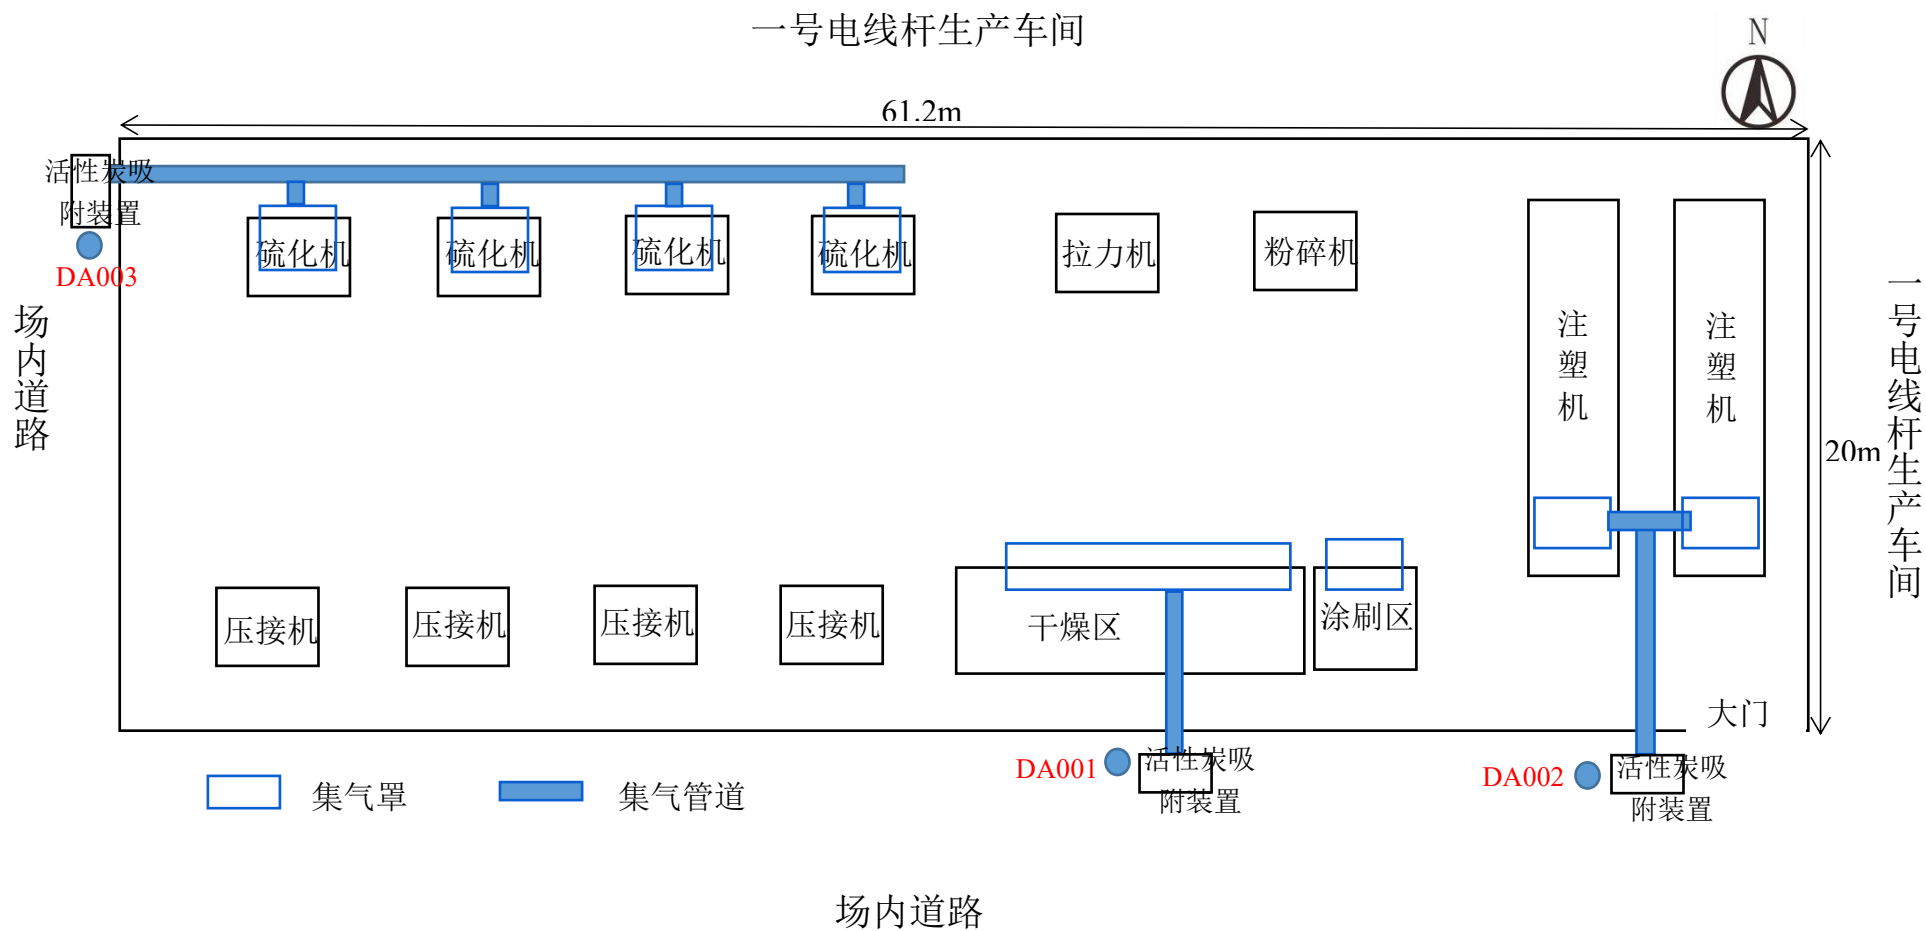 一号电线杆生产车间
N
61.2m
活性炭吸
附装置
DA003
硫化机
硫化机
硫化机
硫化机
拉力机
粉碎机
注塑机
注塑机
场内道路
一号电线杆生产车间
20m
压接机
压接机
压接机
压接机
干燥区
涂刷区
大门
DA001
活性炭吸
附装置
DA002
活性炭吸
附装置
集气罩
集气管道
场内道路